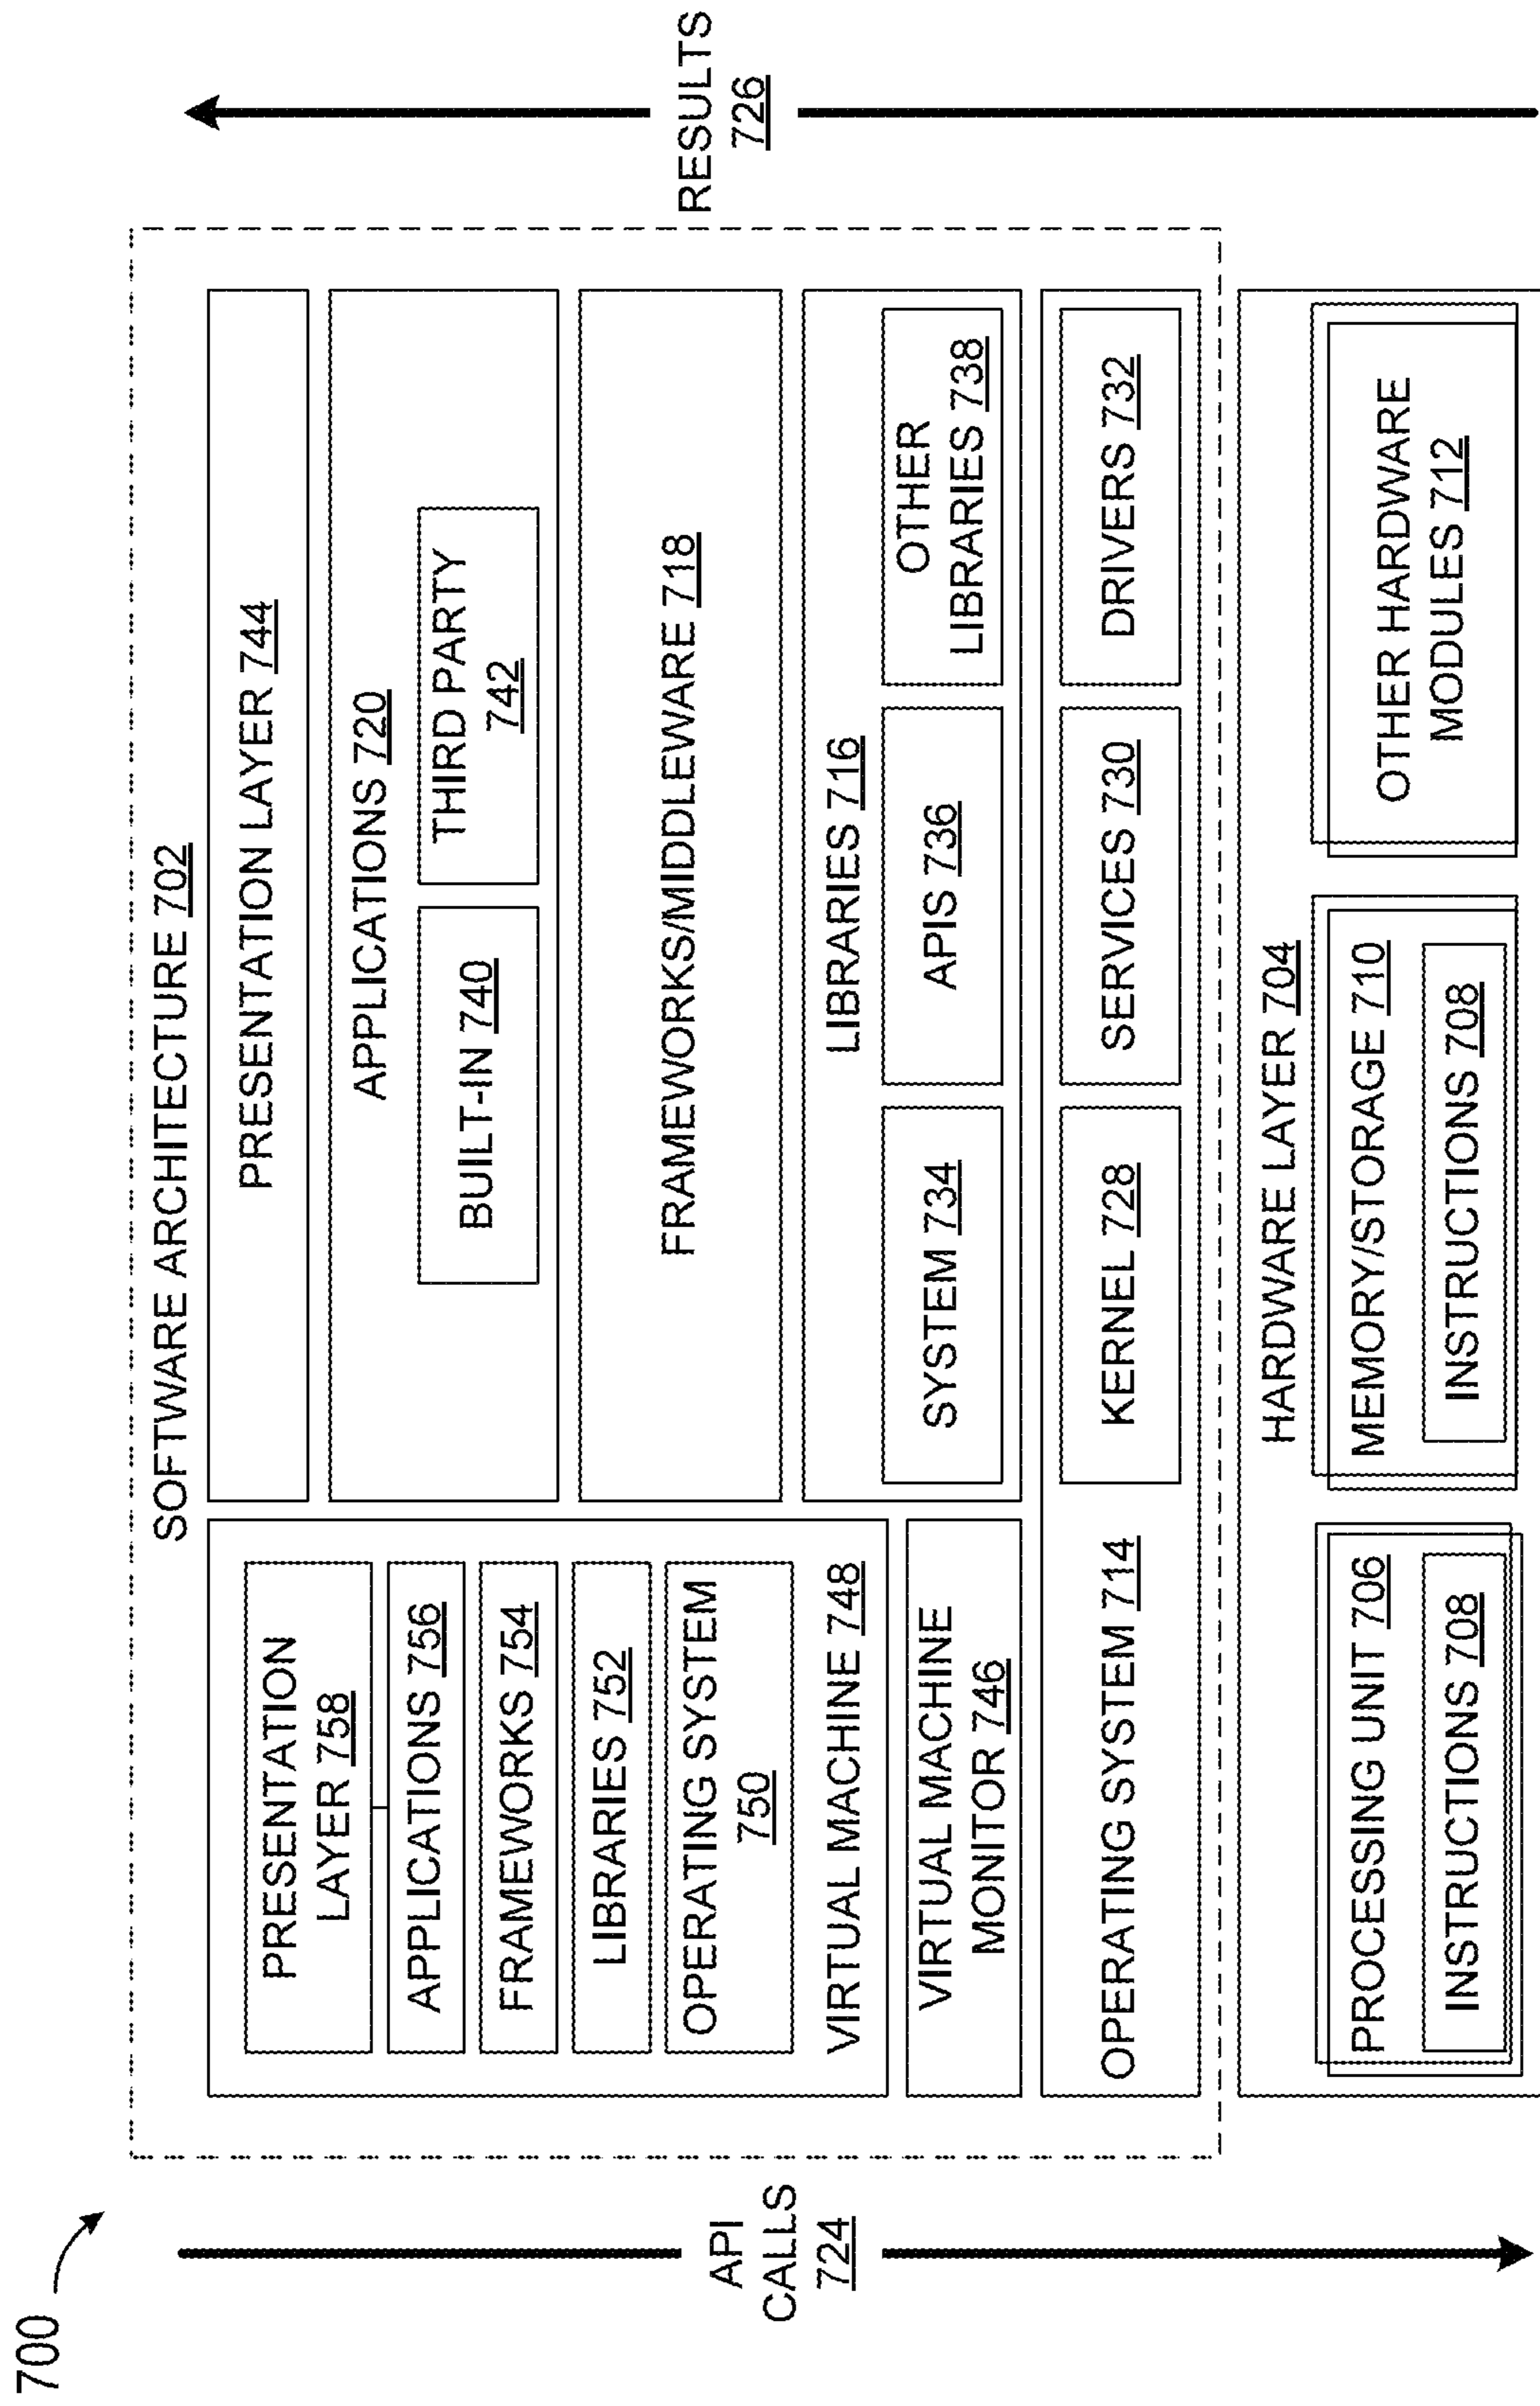 700
SOFTWARE ARCHITECTURE 702
PRESENTATION
LAYER 758
APPLICATIONS 756
FRAMEWORKS 754
LIBRARIES 752
OPERATING SYSTEM
750
VIRTUAL MACHINE 748
VIRTUAL MACHINE
MONITOR 746
PRESENTATION LAYER 744
APPLICATIONS 720
BUILT-IN 740
THIRD PARTY
742
FRAMEWORKS/MIDDLEWARE 718
LIBRARIES 716
SYSTEM 734
APIS 736
OTHER
LIBRARIES 738
OPERATING SYSTEM 714
KERNEL 728
SERVICES 730
DRIVERS 732
HARDWARE LAYER 704
PROCESSING UNIT 706
INSTRUCTIONS 708
MEMORY/STORAGE 710
INSTRUCTIONS 708
OTHER HARDWARE
MODULES 712
API
CALLS
724
RESULTS
726